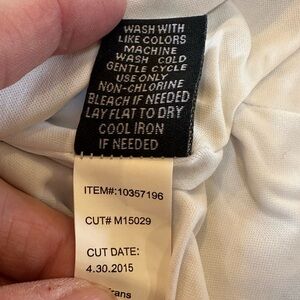 WASH WITH
LIKE COLORS
MACHINE
WASH COLD
GENTLE CYCLE
USE ONLY
NON-CHLORINE
BLEACH IF NEEDED
LAY FLAT TO DRY
COOL IRON
IF NEEDED
ITEM#: 10357196
CUT# M15029
CUT DATE:
4.30.2015